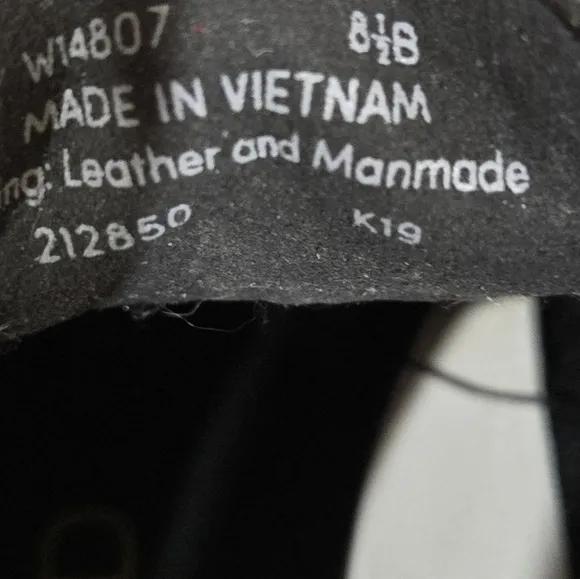 W14807 8½B
MADE IN VIETNAM
ng: Leather and Manmade
212850 K19